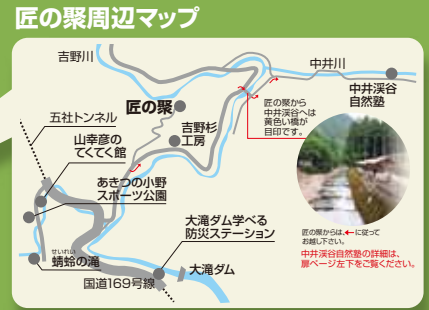 匠の聚周辺マップ
吉野川
中井川
匠の聚
中井渓谷
自然塾
匠の聚から
中井渓谷へは
黄色い橋が
目印です。
五社トンネル
吉野杉
工房
山幸彦の
てくてく館
あきつの小野
スポーツ公園
大滝ダム学べる
防災ステーション
匠の聚からは、←に従って
お越し下さい。
せいれい
蜻蛉の滝
国道169号線
大滝ダム
中井渓谷自然塾の詳細は、
扉ページ左下をご覧ください。